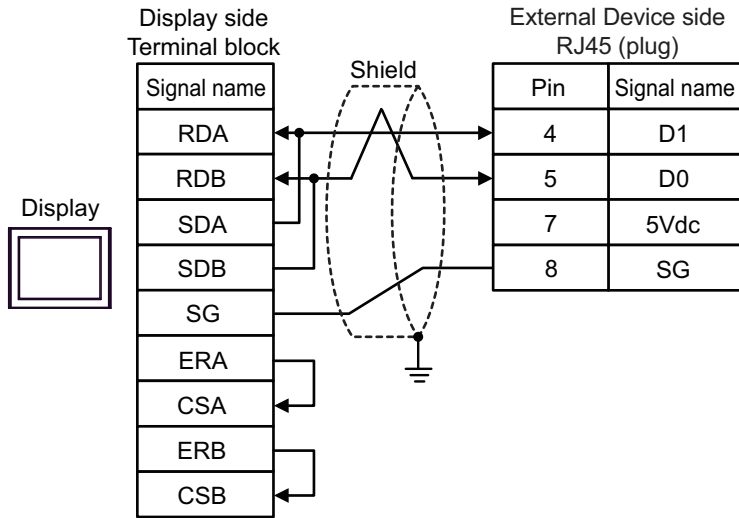 Display side
Terminal block
External Device side
RJ45 (plug)
Shield
Signal name
Pin Signal name
RDA
4 D1
RDB
5 D0
Display
SDA
7 5Vdc
SDB
8 SG
SG
ERA
CSA
ERB
CSB